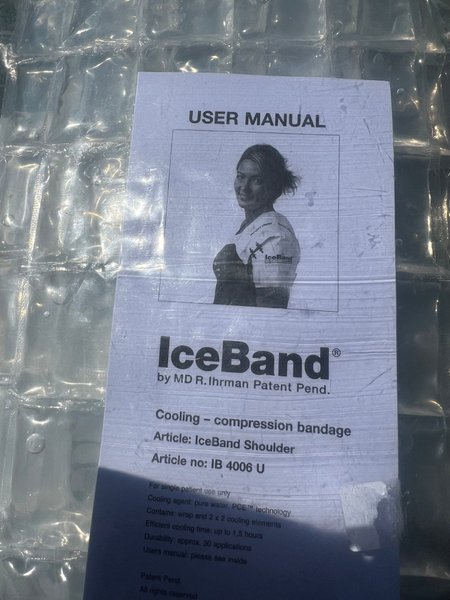 USER MANUAL
IceBand
IceBand®
by MD R.Ihrman Patent Pend.
Cooling – compression bandage
Article: IceBand Shoulder
Article no: IB 4006 U
For single patient use only
Cooling agent: pure water, PCE™ technology
Contains: wrap and 2 x 2 cooling elements
Efficient cooling time: up to 1,5 hours
Durability: approx. 30 applications
Users manual: please see inside
Patent Pend.
All rights reserved